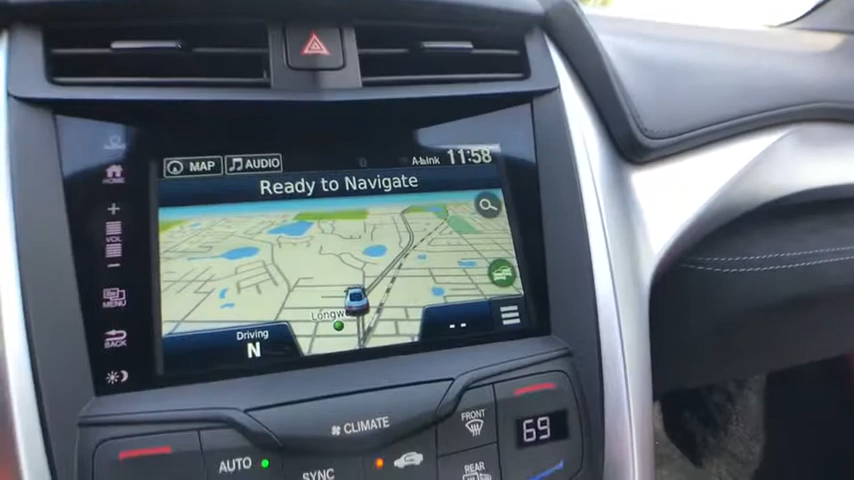 MAP
AUDIO
A-Link
11:58
Ready to Navigate
HOME
+
VOL
−
MENU
BACK
Longw
Driving
N
CLIMATE
FRONT
69
AUTO
SYNC
REAR